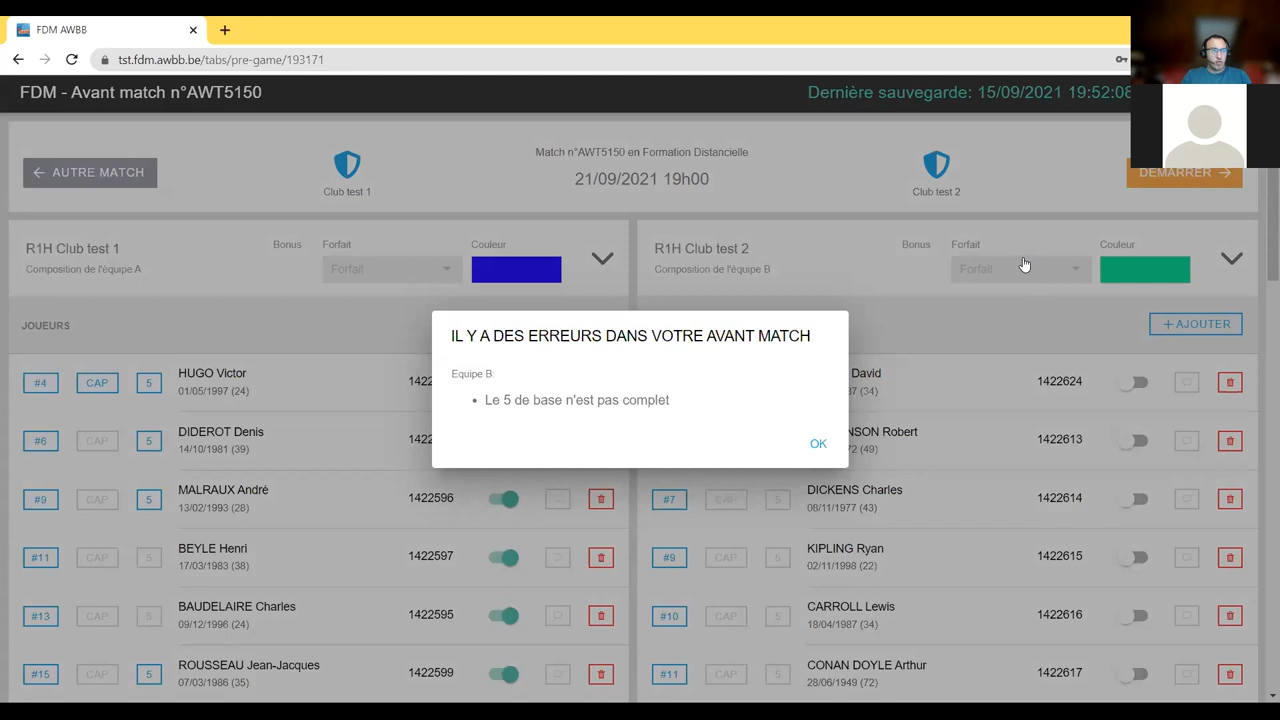 FDM AWBB
tst.fdm.awbb.be/tabs/pre-game/193171
FDM - Avant match n°AWT5150
Dernière sauvegarde: 15/09/2021 19:52:08
AUTRE MATCH
Club test 1
Match n°AWT5150 en Formation Distancielle
21/09/2021 19h00
Club test 2
DÉMARRER
R1H Club test 1
Composition de l'équipe A
Bonus
Forfait
Forfait
Couleur
R1H Club test 2
Composition de l'équipe B
Bonus
Forfait
Forfait
Couleur
JOUEURS
+ AJOUTER
IL Y A DES ERREURS DANS VOTRE AVANT MATCH
Equipe B:
• Le 5 de base n'est pas complet
OK
#4 CAP 5 HUGO Victor 1422
01/05/1997 (24)
David 1422624
87 (34)
#6 CAP 5 DIDEROT Denis 1422
14/10/1981 (39)
NSON Robert 1422613
72 (49)
#9 CAP 5 MALRAUX André 1422596
13/02/1993 (28)
#7 CAP 5 DICKENS Charles 1422614
08/11/1977 (43)
#11 CAP 5 BEYLE Henri 1422597
17/03/1983 (38)
#9 CAP 5 KIPLING Ryan 1422615
02/11/1998 (22)
#13 CAP 5 BAUDELAIRE Charles 1422595
09/12/1996 (24)
#10 CAP 5 CARROLL Lewis 1422616
18/04/1987 (34)
#15 CAP 5 ROUSSEAU Jean-Jacques 1422599
07/03/1986 (35)
#11 CAP 5 CONAN DOYLE Arthur 1422617
28/06/1949 (72)